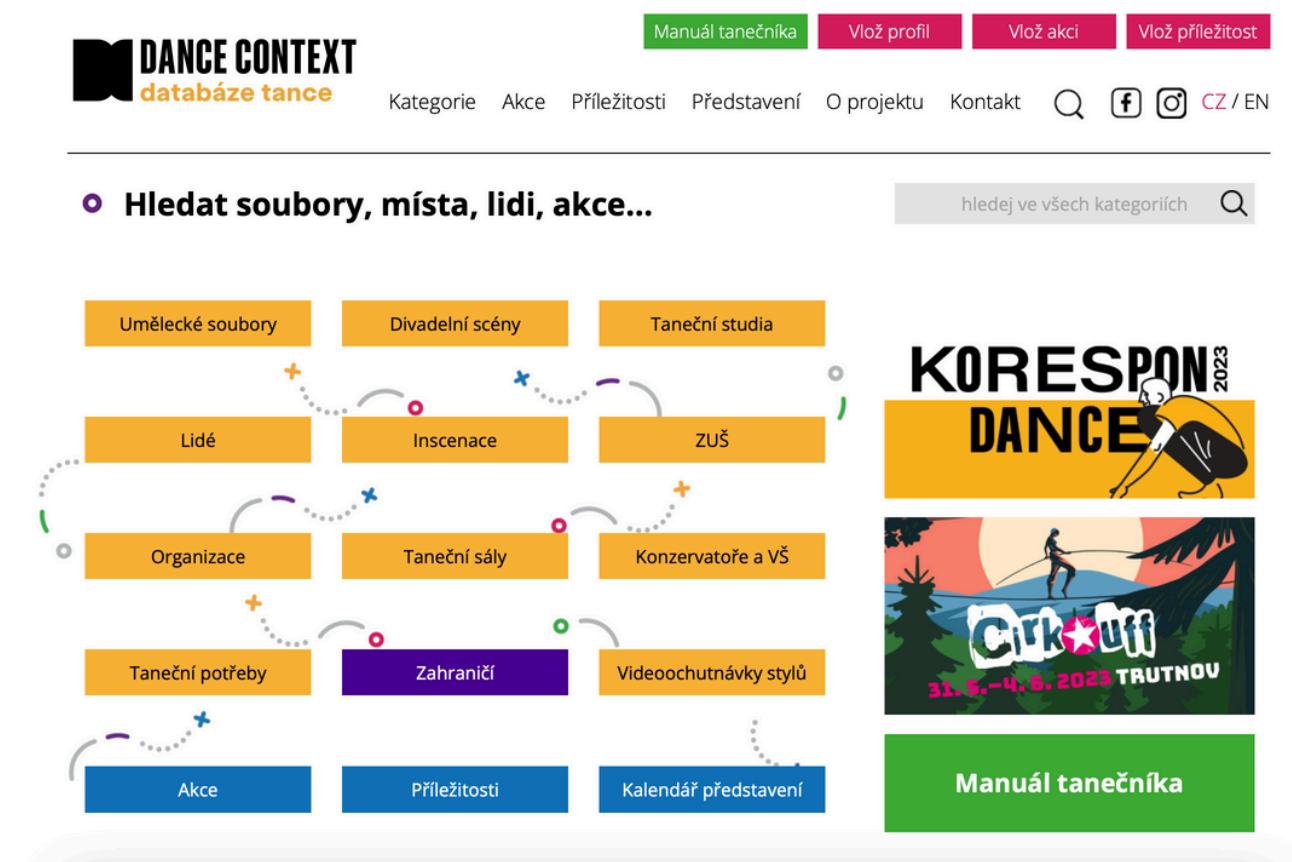 Manuál tanečníka
Vlož profil
Vlož akci
Vlož příležitost
DANCE CONTEXT
databáze tance
Kategorie
Akce
Příležitosti
Představení
O projektu
Kontakt
CZ / EN
Hledat soubory, místa, lidi, akce...
hledej ve všech kategoriích
Umělecké soubory
Divadelní scény
Taneční studia
Lidé
Inscenace
ZUŠ
Organizace
Taneční sály
Konzervatoře a VŠ
Taneční potřeby
Zahraničí
Videoochutnávky stylů
Akce
Příležitosti
Kalendář představení
KORESPON
2023
DANCE
Cirk Uff
31. 5.–4. 6. 2023 TRUTNOV
Manuál tanečníka